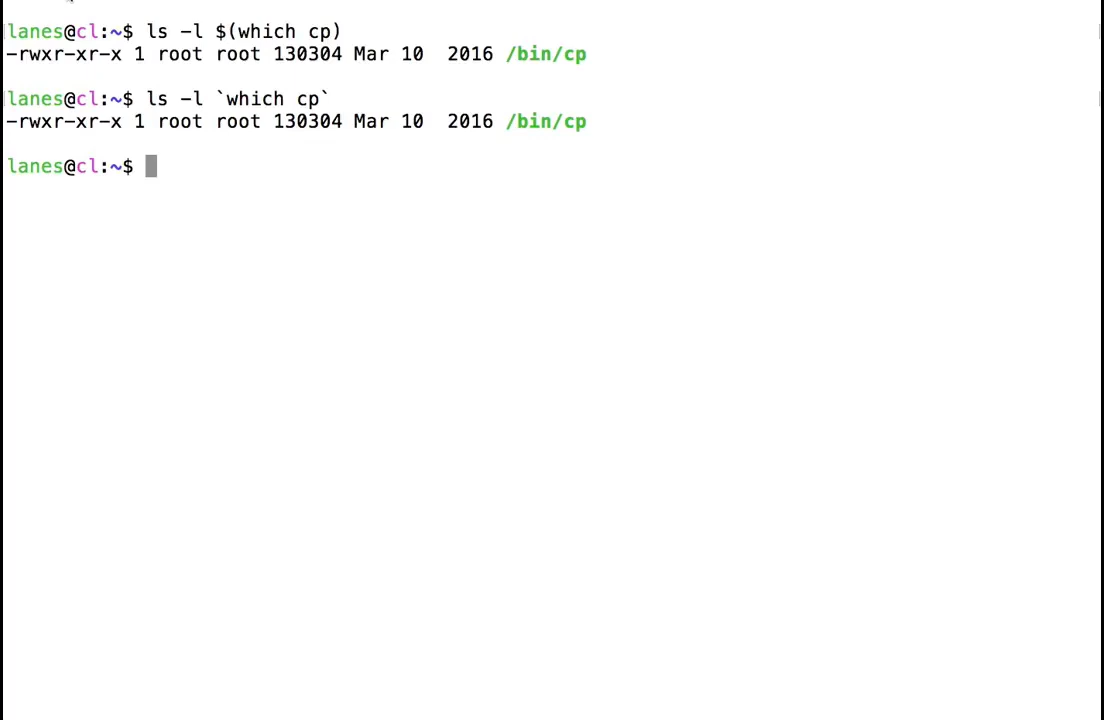 lanes@cl:~$ ls -l $(which cp)
-rwxr-xr-x 1 root root 130304 Mar 10  2016 /bin/cp
lanes@cl:~$ ls -l `which cp`
-rwxr-xr-x 1 root root 130304 Mar 10  2016 /bin/cp
lanes@cl:~$